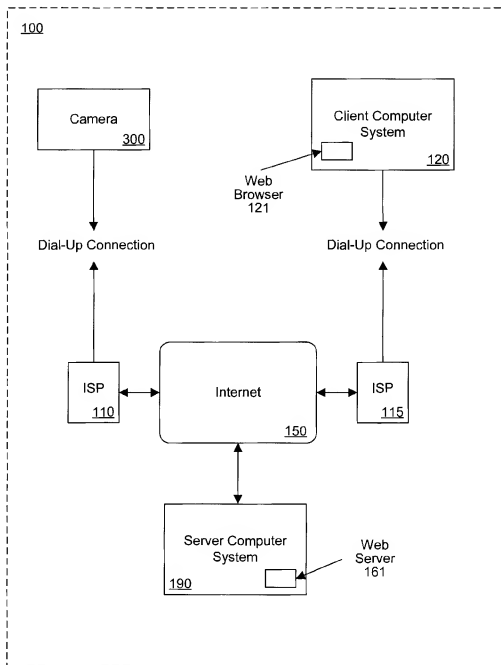 100
Camera
300
Client Computer
System
120
Web
Browser
121
Dial-Up Connection
Dial-Up Connection
ISP
110
Internet
150
ISP
115
Server Computer
System
190
Web
Server
161